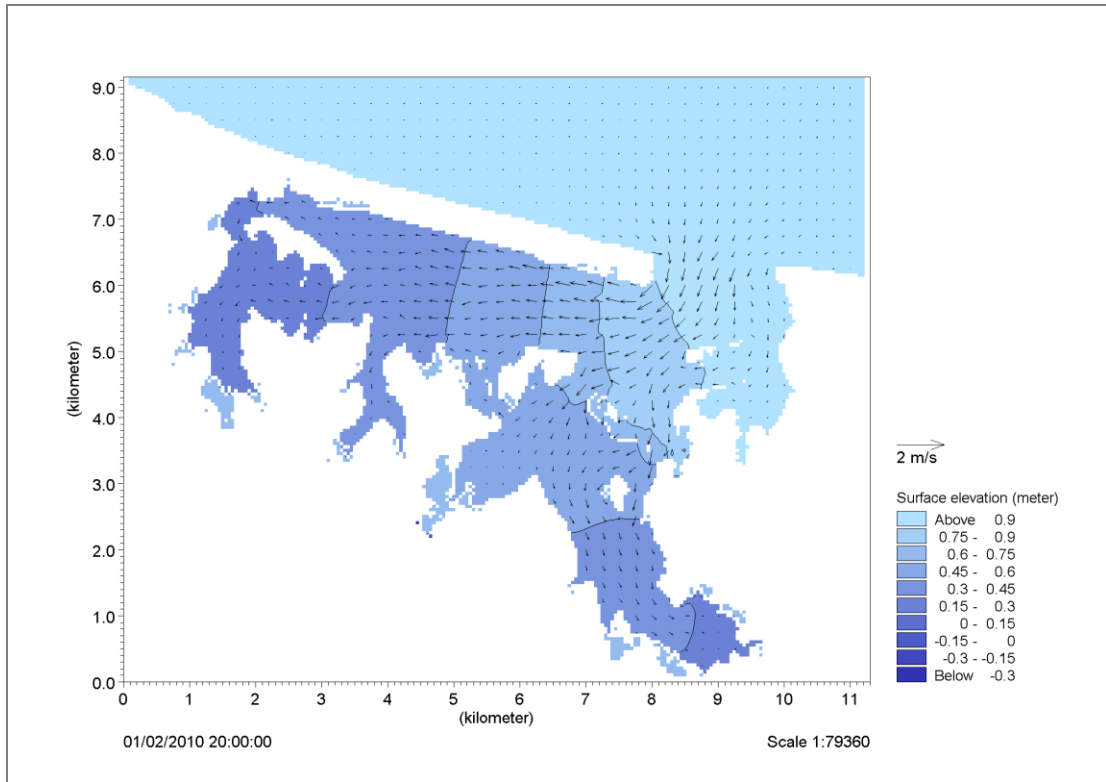 9.0
8.0
7.0
6.0
5.0
4.0
3.0
2.0
1.0
0.0
(kilometer)
0 1 2 3 4 5 6 7 8 9 10 11
(kilometer)
01/02/2010 20:00:00
Scale 1:79360
2 m/s
Surface elevation (meter)
Above 0.9
0.75 - 0.9
0.6 - 0.75
0.45 - 0.6
0.3 - 0.45
0.15 - 0.3
0 - 0.15
-0.15 - 0
-0.3 - -0.15
Below -0.3